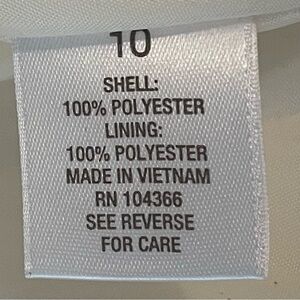 10
SHELL:
100% POLYESTER
LINING:
100% POLYESTER
MADE IN VIETNAM
RN 104366
SEE REVERSE
FOR CARE